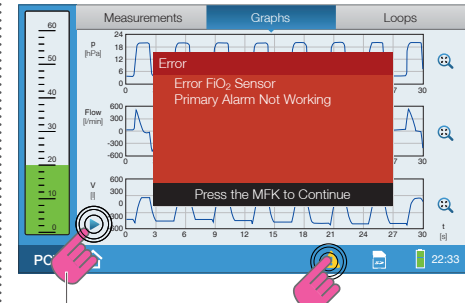 Measurements Graphs Loops
60
50
40
30
20
10
0
P
[hPa]
24
18
12
6
0
27 30
Flow
[l/min]
600
300
0
-300
-600
27 30
V
600
300
0
0 3 6 9 12 15 18 21 24 27 30
t
[s]
Error
Error FiO₂ Sensor
Primary Alarm Not Working
Press the MFK to Continue
22:33